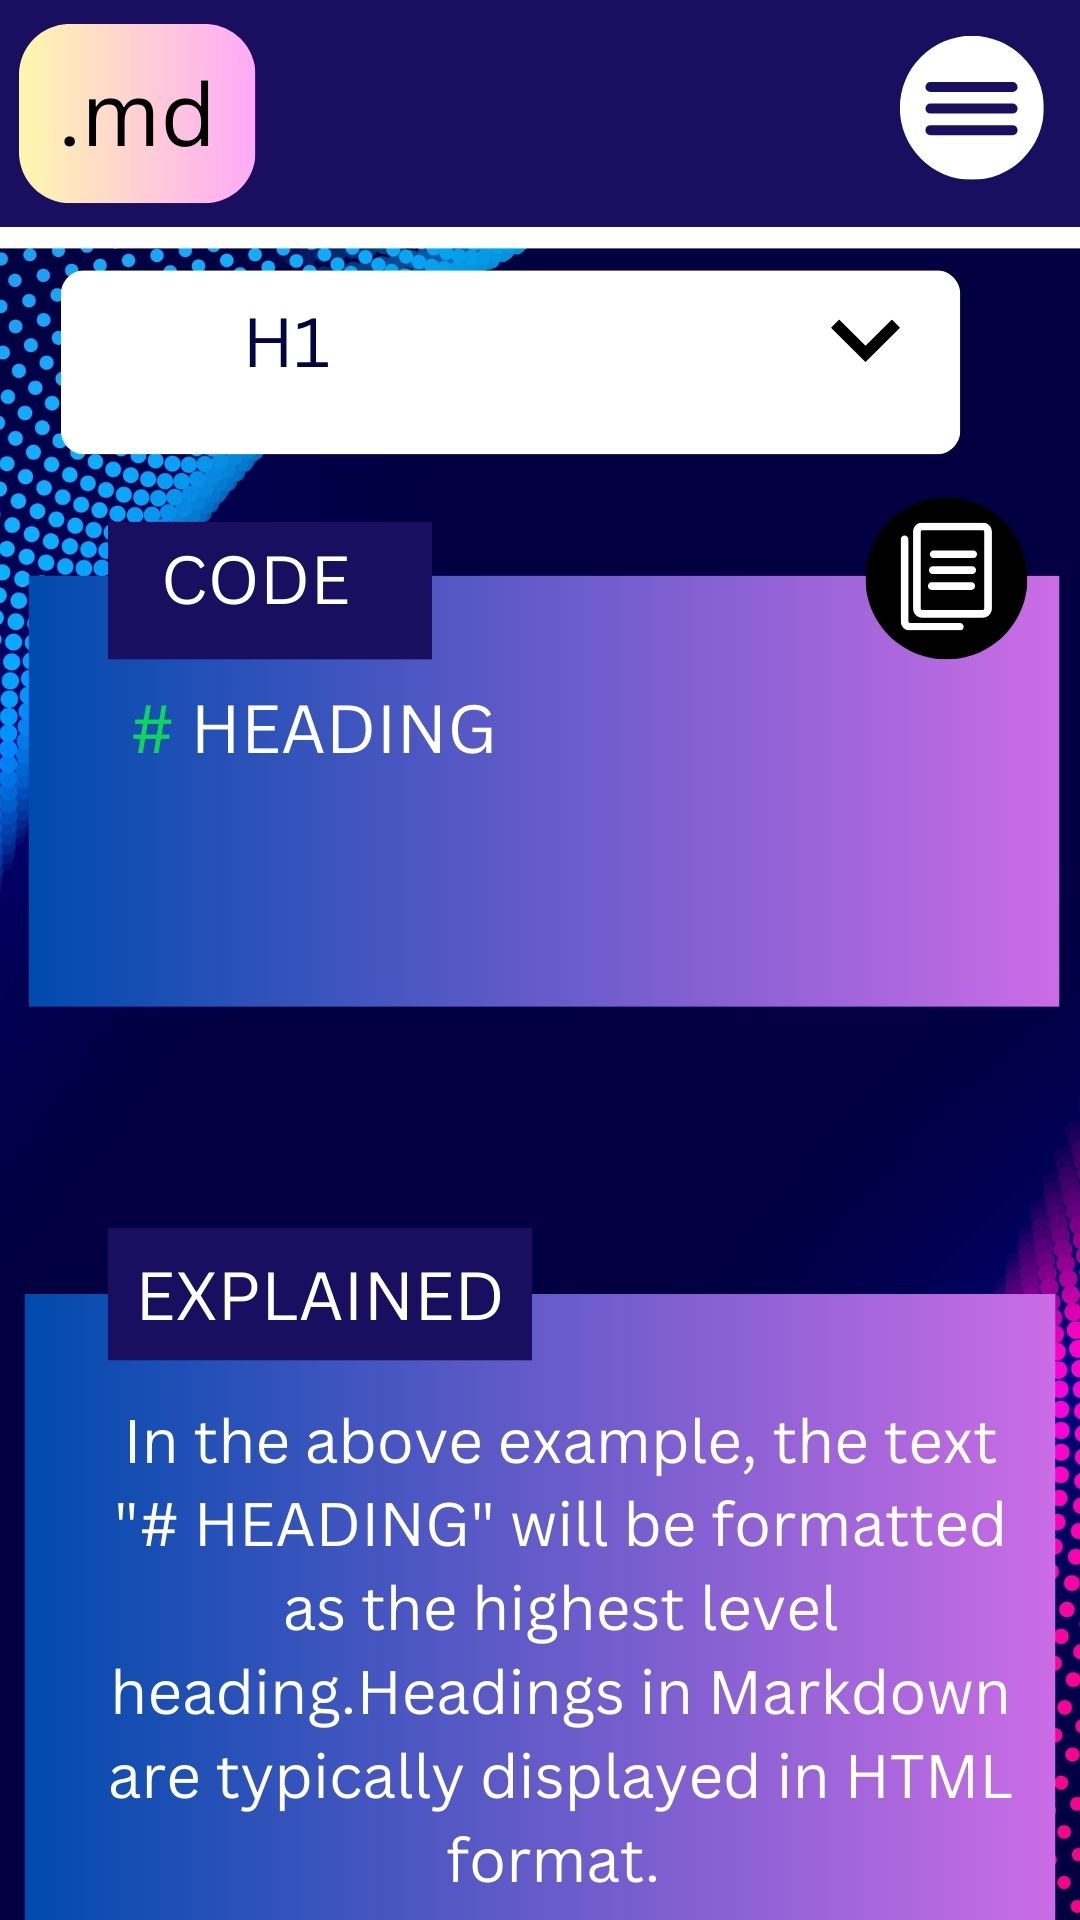 .md
H1
CODE
# HEADING
EXPLAINED
In the above example, the text
"# HEADING" will be formatted
as the highest level
heading.Headings in Markdown
are typically displayed in HTML
format.